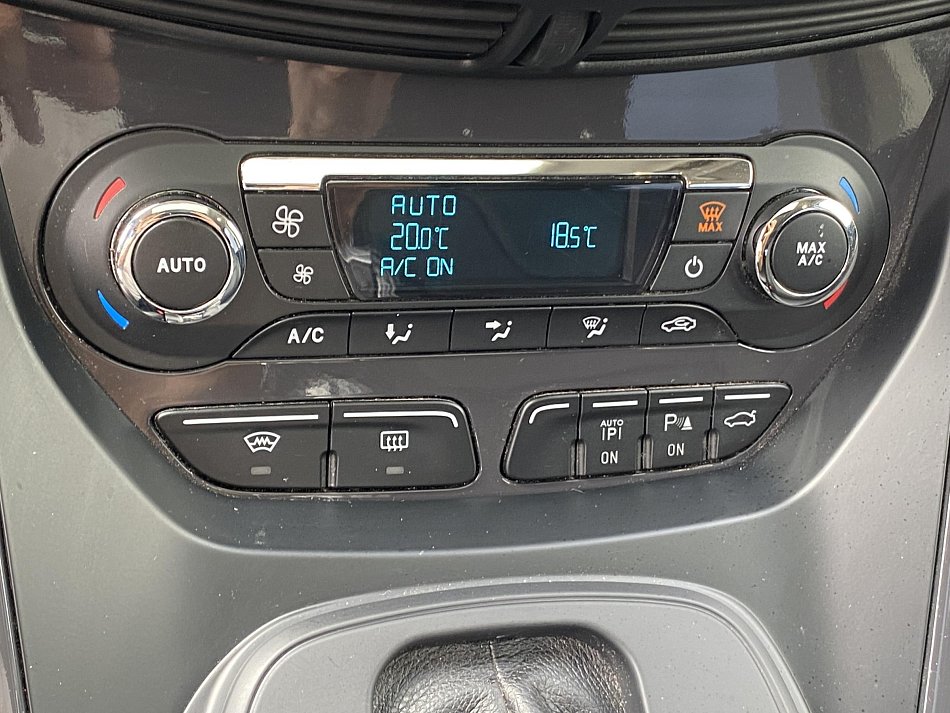 AUTO
20.0°C 18.5°C
A/C ON
AUTO
MAX
MAX
A/C
A/C
AUTO
P
ON
P
ON